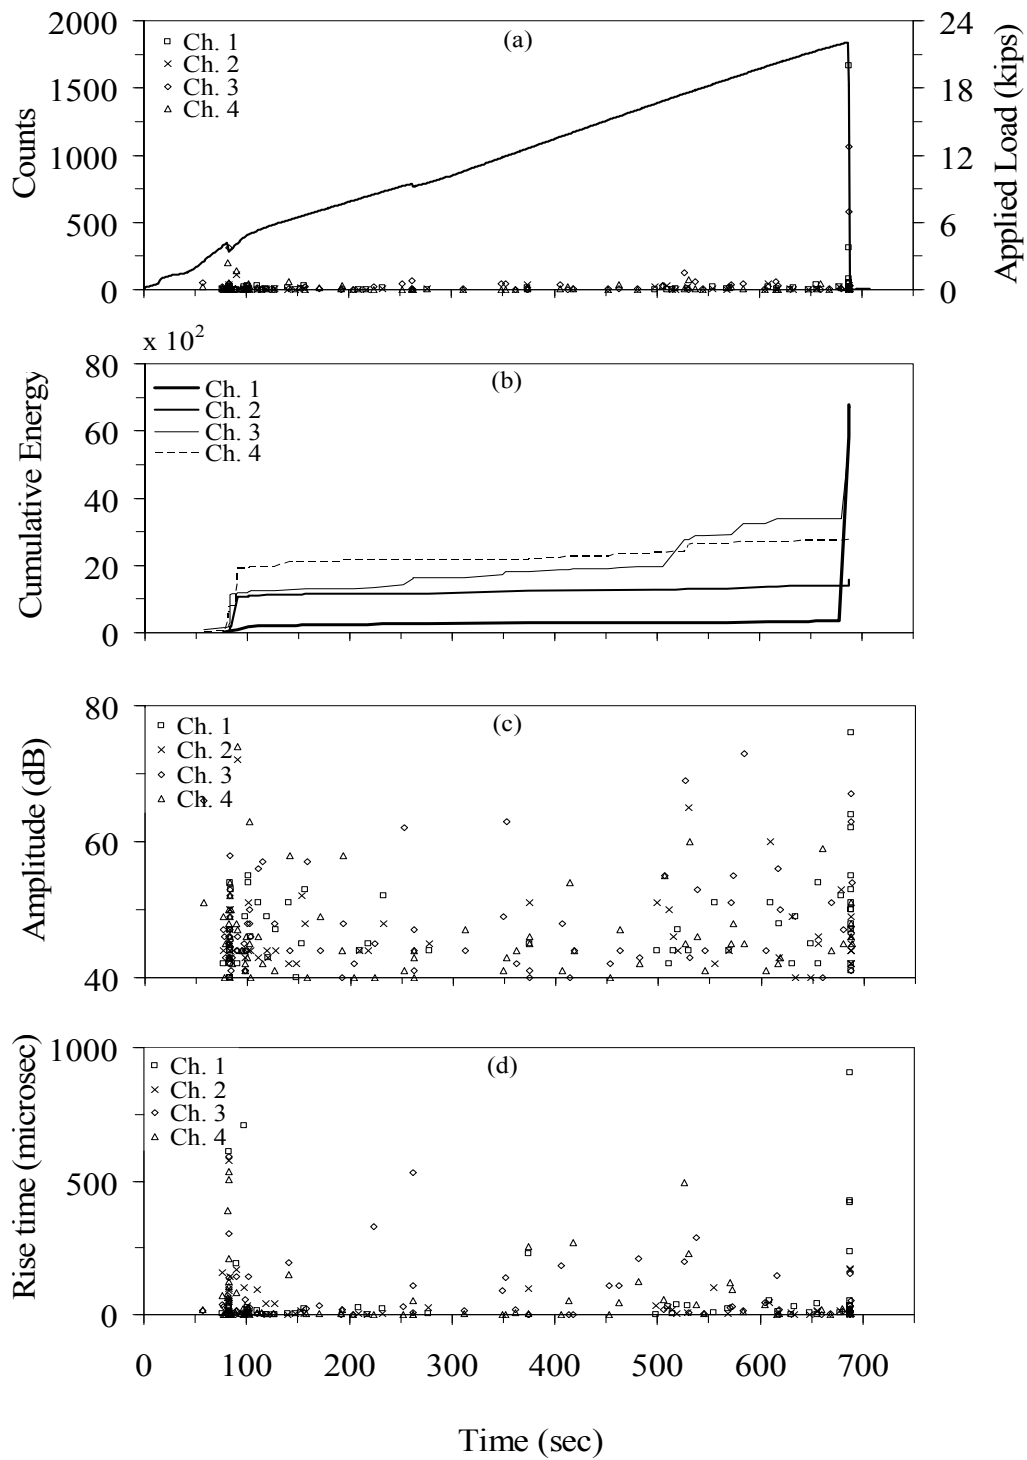 (a)
Ch. 1
Ch. 2
Ch. 3
Ch. 4
2000
1500
1000
750
500
0
24
18
12
6
0
Counts
Applied Load (kips)
x 10²
(b)
Ch. 1
Ch. 2
Ch. 3
Ch. 4
80
60
40
20
0
Cumulative Energy
(c)
Ch. 1
Ch. 2
Ch. 3
Ch. 4
80
60
40
Amplitude (dB)
(d)
Ch. 1
Ch. 2
Ch. 3
Ch. 4
1000
500
0
Rise time (microsec)
0 100 200 300 400 500 600 700
Time (sec)